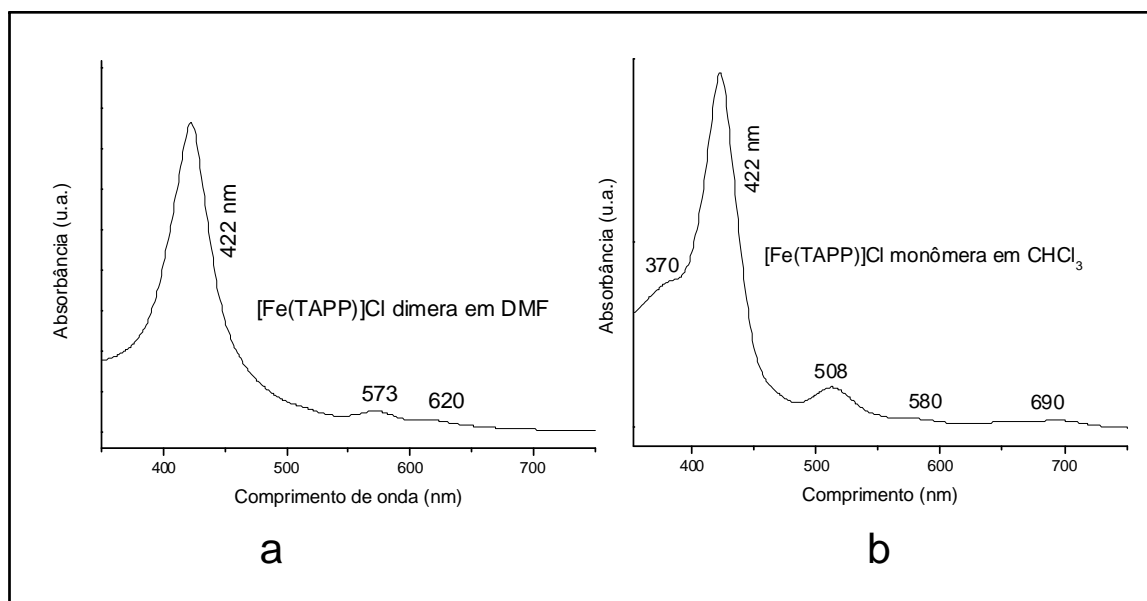 Absorbância (u.a.)
422 nm
[Fe(TAPP)]Cl dimera em DMF
573
620
400
500
600
700
Comprimento de onda (nm)
a
Absorbância (u.a.)
370
422 nm
[Fe(TAPP)]Cl monômera em CHCl₃
508
580
690
400
500
600
700
Comprimento (nm)
b